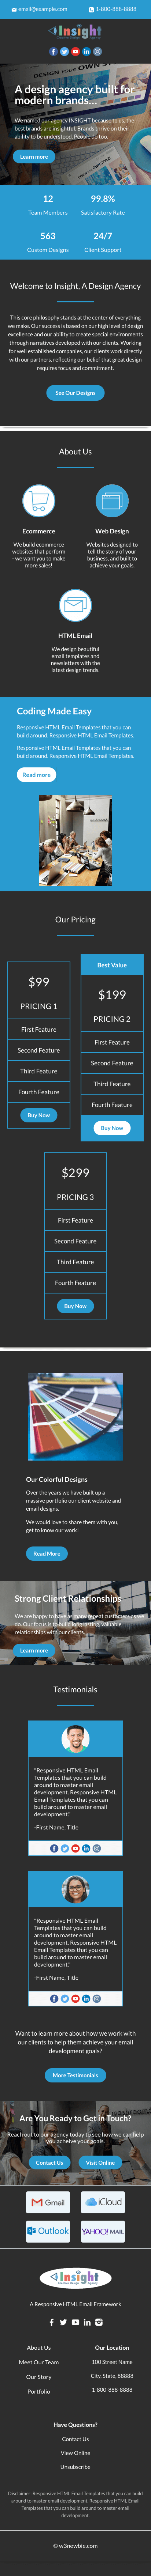 email@example.com 1-800-888-8888
Insight
A design agency built for
modern brands...
We named our agency INSIGHT because to us, the
best brands are insightful. Brands thrive on their
ability to be understood. People do too.
Learn more
12
Team Members
99.8%
Satisfactory Rate
563
Custom Designs
24/7
Client Support
Welcome to Insight, A Design Agency
This core philosophy stands at the center of everything
we make. Our success is based on our high level of design
excellence and our ability build powerful connections
through narratives developed with our clients. Working
for well established companies, our clients work directly
with our partners, reflecting our belief that great design
requires focus and commitment.
See Our Designs
About Us
Ecommerce
We build ecommerce
websites that perform
- we want you to make
more sales!
Web Design
Websites designed to
tell the story of your
business, and built to
achieve your goals.
HTML Email
We design beautiful
email templates and
newsletters with the
latest design trends.
Coding Made Easy
Responsive HTML Email Templates that you can
build around. Responsive HTML Email Templates.
Responsive HTML Email Templates that you can
build around. Responsive HTML Email Templates.
Read more
Our Pricing
$99
PRICING 1
First Feature
Second Feature
Third Feature
Fourth Feature
Buy Now
Best Value
$199
PRICING 2
First Feature
Second Feature
Third Feature
Fourth Feature
Buy Now
$299
PRICING 3
First Feature
Second Feature
Third Feature
Fourth Feature
Buy Now
Our Colorful Designs
Over the years we have built up a
massive portfolio our client website and
email designs.
We would love to share them with you,
get to know our work!
Read More
Strong Client Relationships
We are happy to have as many repeat customers as we
do. Our focus is to build long lasting, valuable
relationships with our clients.
Learn more
Testimonials
"Responsive HTML Email
Templates that you can build
around to master email
development. Responsive HTML
Email Templates that you can
build around to master email
development."
-First Name, Title
"Responsive HTML Email
Templates that you can build
around to master email
development. Responsive HTML
Email Templates that you can
build around to master email
development."
-First Name, Title
Want to learn more about how we work with
our clients to help them achieve your email
development goals?
More Testimonials
Are You Ready to Get in Touch?
Reach out to our agency today to see how we can help
you acheive your goals.
Contact Us
Visit Online
Gmail
iCloud
Outlook
YAHOO! MAIL
Insight
A Responsive HTML Email Framework
About Us
Meet Our Team
Our Story
Portfolio
Our Location
100 Street Name
City, State, 88888
1-800-888-8888
Have Questions?
Contact Us
View Online
Unsubscribe
Disclaimer: Responsive HTML Email Templates that you can build
around to master email development. Responsive HTML Email
Templates that you can build around to master email
development.
© w3newbie.com